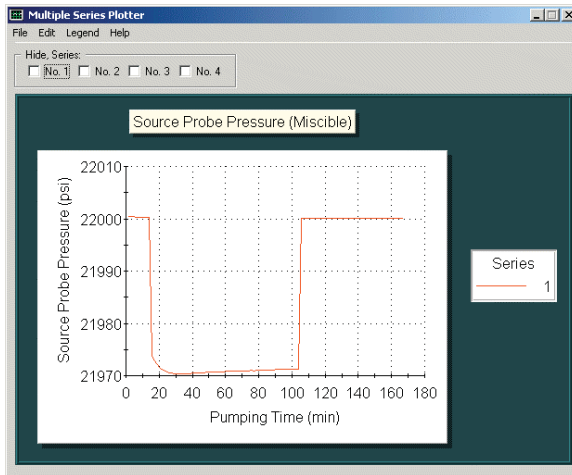 Multiple Series Plotter
File Edit Legend Help
Hide, Series:
No. 1 No. 2 No. 3 No. 4
Source Probe Pressure (Miscible)
Source Probe Pressure (psi)
22010
22000
21990
21980
21970
0 20 40 60 80 100 120 140 160 180
Pumping Time (min)
Series
1